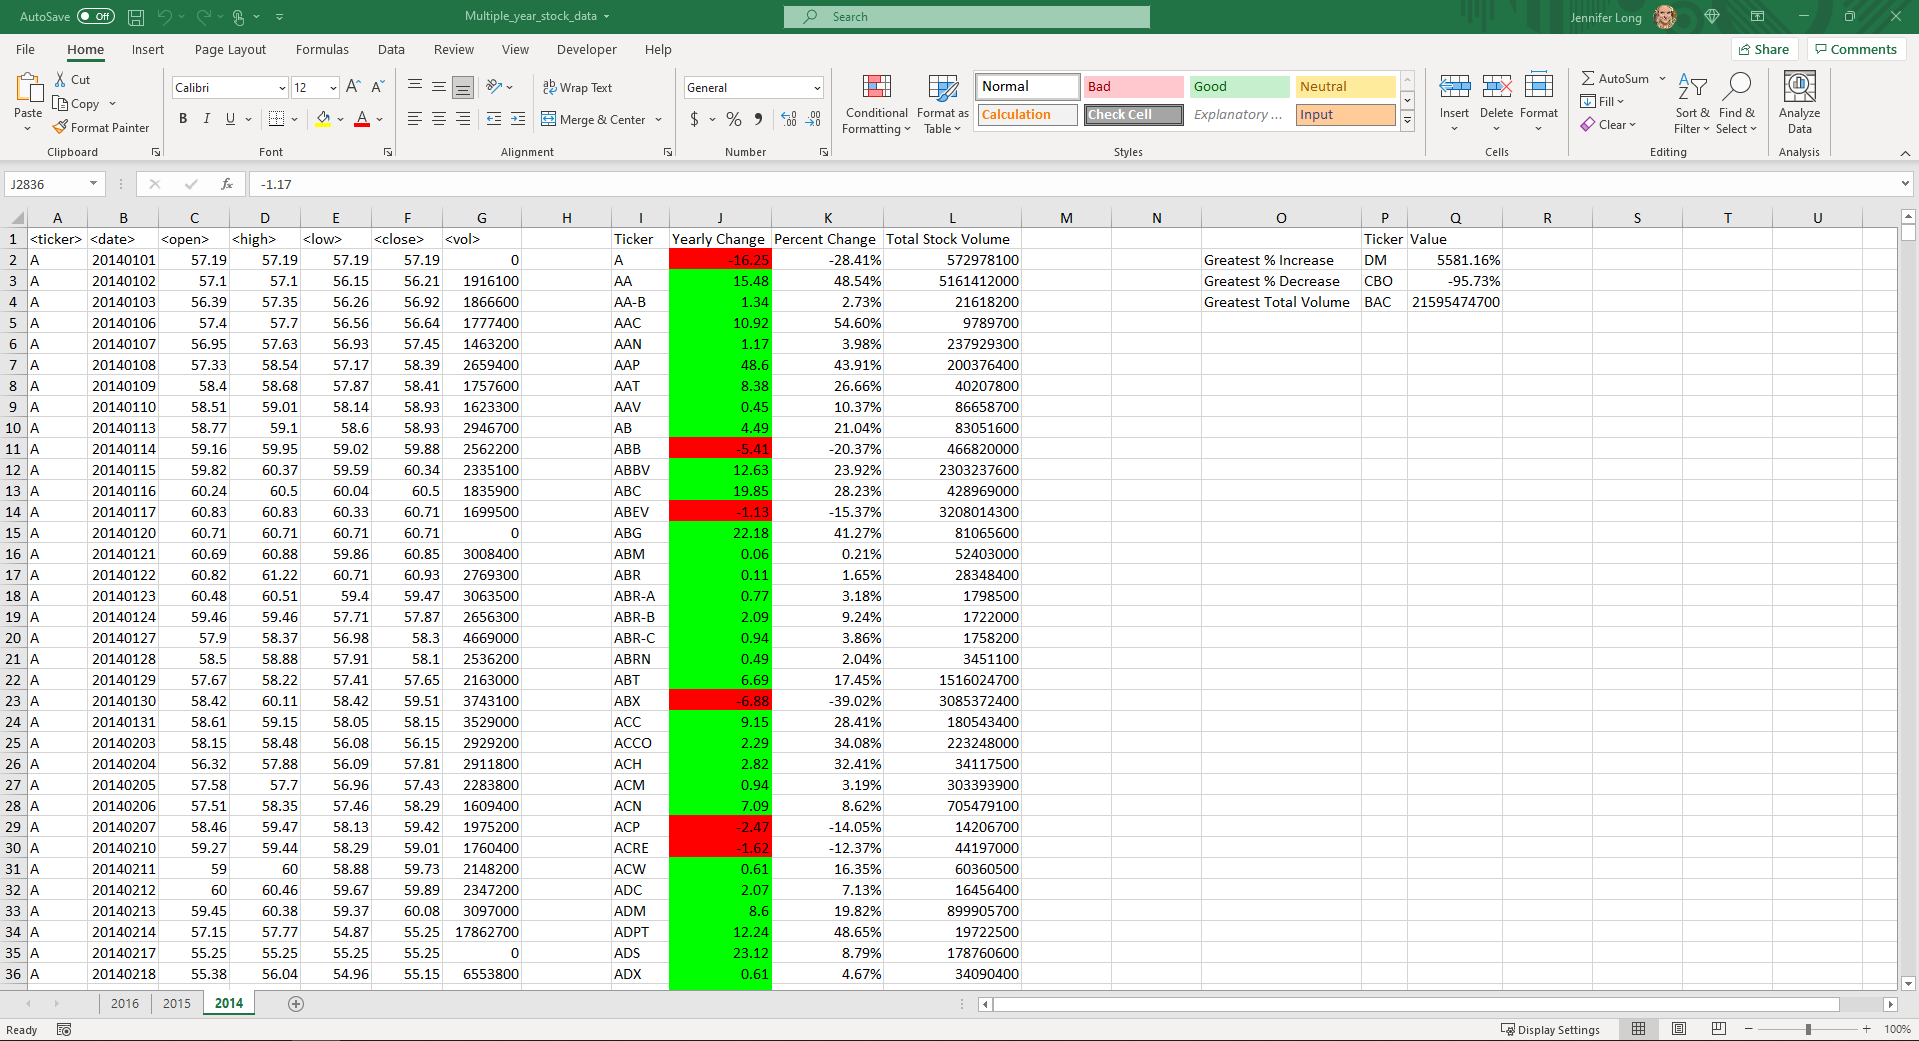 AutoSave Off Multiple_year_stock_data Search Jennifer Long
File Home Insert Page Layout Formulas Data Review View Developer Help Share Comments
Paste Cut Copy Format Painter Clipboard
Calibri 12 A A B I U A Font
ab Wrap Text Merge & Center Alignment
General $ % 9 Number
Conditional Formatting Format as Table
Normal Bad Good Neutral
Calculation Check Cell Explanatory ... Input
Styles
Insert Delete Format Cells
AutoSum Fill Clear Sort & Filter Find & Select Editing
Analyze Data Analysis
J2836 fx -1.17
A B C D E F G H I J K L M N O P Q R S T U
1 <ticker> <date> <open> <high> <low> <close> <vol> Ticker Yearly Change Percent Change Total Stock Volume Ticker Value
2 A 20140101 57.19 57.19 57.19 57.19 0 A -16.25 -28.41% 572978100 Greatest % Increase DM 5581.16%
3 A 20140102 57.1 57.1 56.15 56.21 1916100 AA 15.48 48.54% 5161412000 Greatest % Decrease CBO -95.73%
4 A 20140103 56.39 57.35 56.26 56.92 1866600 AA-B 1.34 2.73% 21618200 Greatest Total Volume BAC 21595474700
5 A 20140106 57.4 57.7 56.56 56.64 1777400 AAC 10.92 54.60% 9789700
6 A 20140107 56.95 57.63 56.93 57.45 1463200 AAN 1.17 3.98% 237929300
7 A 20140108 57.33 58.54 57.17 58.39 2659400 AAP 48.6 43.91% 200376400
8 A 20140109 58.4 58.68 57.87 58.41 1757600 AAT 8.38 26.66% 40207800
9 A 20140110 58.51 59.01 58.14 58.93 1623300 AAV 0.45 10.37% 86658700
10 A 20140113 58.77 59.1 58.6 58.93 2946700 AB 4.49 21.04% 83051600
11 A 20140114 59.16 59.95 59.02 59.88 2562200 ABB -5.41 -20.37% 466820000
12 A 20140115 59.82 60.37 59.59 60.34 2335100 ABBV 12.63 23.92% 2303237600
13 A 20140116 60.24 60.5 60.04 60.5 1835900 ABC 19.85 28.23% 428969000
14 A 20140117 60.83 60.83 60.33 60.71 1699500 ABEV -1.13 -15.37% 3208014300
15 A 20140120 60.71 60.71 60.71 60.71 0 ABG 22.18 41.27% 81065600
16 A 20140121 60.69 60.88 59.86 60.85 3008400 ABM 0.06 0.21% 52403000
17 A 20140122 60.82 61.22 60.71 60.93 2769300 ABR 0.11 1.65% 28348400
18 A 20140123 60.48 60.51 59.4 59.47 3063500 ABR-A 0.77 3.18% 1798500
19 A 20140124 59.46 59.46 57.71 57.87 2656300 ABR-B 2.09 9.24% 1722000
20 A 20140127 57.9 58.37 56.98 58.3 4669000 ABR-C 0.94 3.86% 1758200
21 A 20140128 58.5 58.88 57.91 58.1 2536200 ABRN 0.49 2.04% 3451100
22 A 20140129 57.67 58.22 57.41 57.65 2163000 ABT 6.69 17.45% 1516024700
23 A 20140130 58.42 60.11 58.42 59.51 3743100 ABX -6.88 -39.02% 3085372400
24 A 20140131 58.61 59.15 58.05 58.15 3529000 ACC 9.15 28.41% 180543400
25 A 20140203 58.15 58.48 56.08 56.15 2929200 ACCO 2.29 34.08% 223248000
26 A 20140204 56.32 57.88 56.09 57.81 2911800 ACH 2.82 32.41% 34117500
27 A 20140205 57.58 57.7 56.96 57.43 2283800 ACM 0.94 3.19% 303393900
28 A 20140206 57.51 58.35 57.46 58.29 1609400 ACN 7.09 8.62% 705479100
29 A 20140207 58.46 59.47 58.13 59.42 1975200 ACP -2.47 -14.05% 14206700
30 A 20140210 59.27 59.44 58.29 59.01 1760400 ACRE -1.62 -12.37% 44197000
31 A 20140211 59 60 58.88 59.73 2148200 ACW 0.61 16.35% 60360500
32 A 20140212 60 60.46 59.67 59.89 2347200 ADC 2.07 7.13% 16456400
33 A 20140213 59.45 60.38 59.37 60.08 3097000 ADM 8.6 19.82% 899905700
34 A 20140214 57.15 57.77 54.87 55.25 17862700 ADPT 12.24 48.65% 19722500
35 A 20140217 55.25 55.25 55.25 55.25 0 ADS 23.12 8.79% 178760600
36 A 20140218 55.38 56.04 54.96 55.15 6553800 ADX 0.61 4.67% 34090400
2016 2015 2014
Ready Display Settings 100%